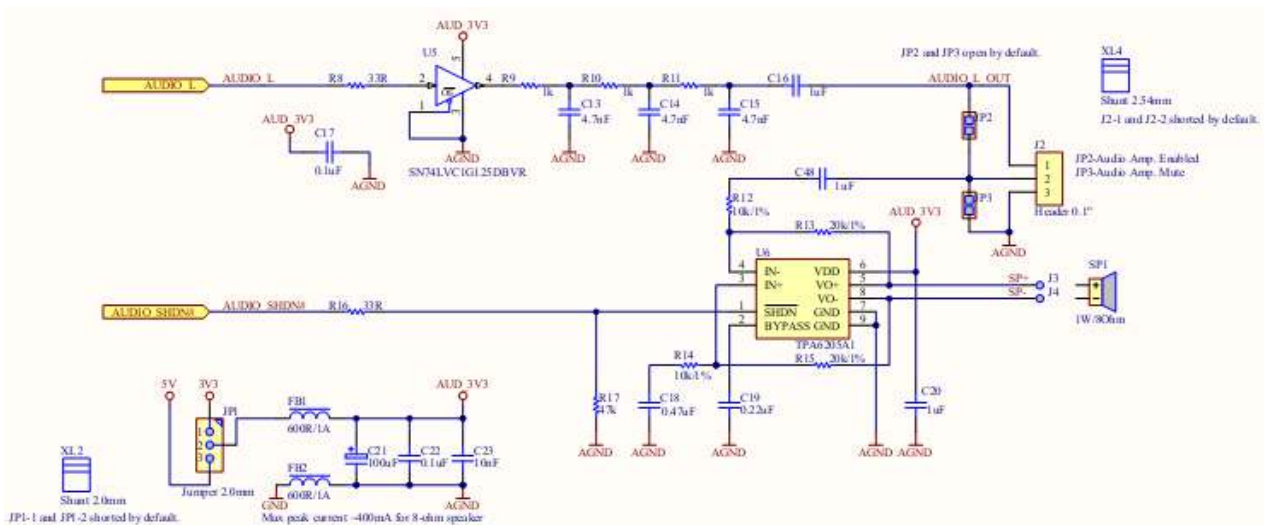 AUD_3V3
U5
JP2 and JP3 open by default.
XL4
Shunt 2.54mm
J2-1 and J2-2 shorted by default.
AUDIO_L
AUDIO_L
R8 33R
2
5
4
1
3
OE
R9
1k
R10
1k
R11
1k
C16
1uF
AUDIO_L_OUT
C13
4.7nF
C14
4.7nF
C15
4.7nF
AUD_3V3
C17
0.1uF
AGND
AGND
SN74LVC1G125DBVR
AGND
AGND
AGND
JP2
J2
1
2
3
Header 0.1"
JP2-Audio Amp. Enabled
JP3-Audio Amp. Mute
C48
1uF
JP3
AGND
R12
10k/1%
R13 20k/1%
AUD_3V3
U6
4 IN-
3 IN+
1 SHDN
2 BYPASS
VDD 6
VO+ 5
VO- 8
GND 7
GND 9
TPA6205A1
SP+ J3
SP- J4
SP1
+
-
1W/8Ohm
AUDIO_SHDN#
AUDIO_SHDN#
R16 33R
R14
10k/1%
R15 20k/1%
R17
47k
C18
0.47uF
C19
0.22uF
C20
1uF
AGND
AGND
AGND
AGND
AGND
5V
3V3
JP1
1
2
3
Jumper 2.0mm
FB1
600R/1A
AUD_3V3
C21
100uF
C22
0.1uF
C23
10nF
FB2
600R/1A
GND
AGND
XL2
Shunt 2.0mm
JP1-1 and JP1-2 shorted by default.
Max peak current ~400mA for 8-ohm speaker